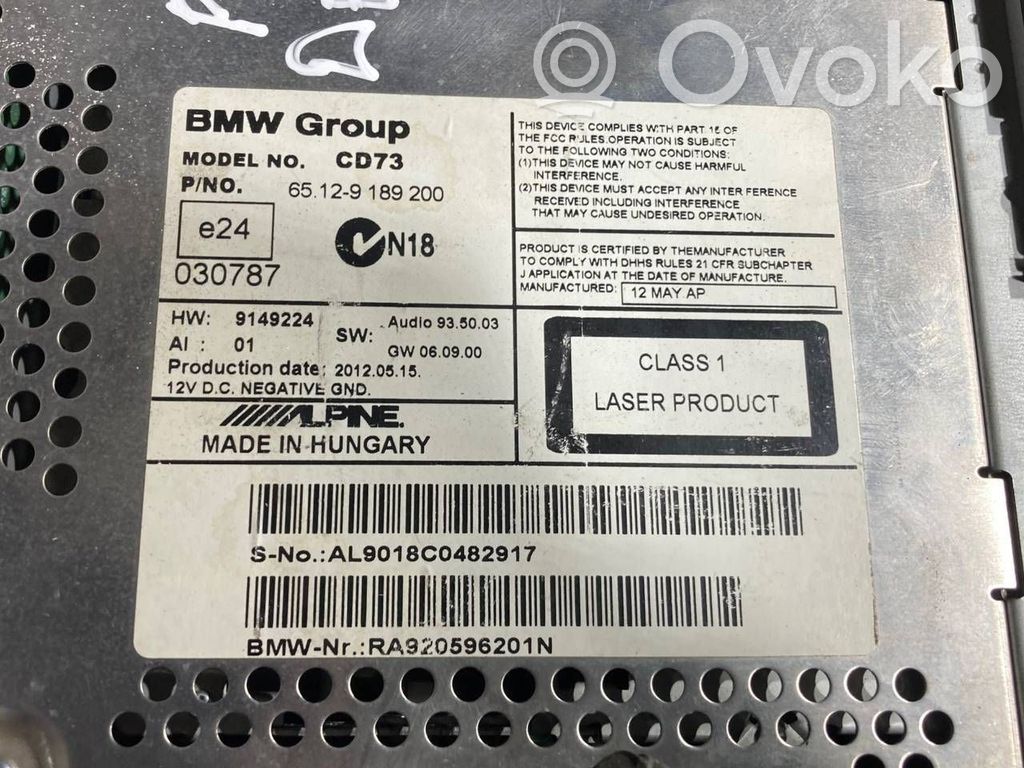 Ovoko
BMW Group
MODEL NO. CD73
P/NO. 65.12-9 189 200
e24
N18
030787
HW: 9149224
AI : 01
SW: Audio 93.50.03
GW 06.09.00
Production date: 2012.05.15.
12V D.C. NEGATIVE GND.
ALPINE
MADE IN HUNGARY
THIS DEVICE COMPLIES WITH PART 15 OF
THE FCC RULES.OPERATION IS SUBJECT
TO THE FOLLOWING TWO CONDITIONS:
(1)THIS DEVICE MAY NOT CAUSE HARMFUL
INTERFERENCE.
(2)THIS DEVICE MUST ACCEPT ANY INTERFERENCE
RECEIVED INCLUDING INTERFERENCE
THAT MAY CAUSE UNDESIRED OPERATION.
PRODUCT IS CERTIFIED BY THEMANUFACTURER
TO COMPLY WITH DHHS RULES 21 CFR SUBCHAPTER
J APPLICATION AT THE DATE OF MANUFACTURE.
MANUFACTURED: 12 MAY AP
CLASS 1
LASER PRODUCT
S-No.:AL9018C0482917
BMW-Nr.:RA920596201N